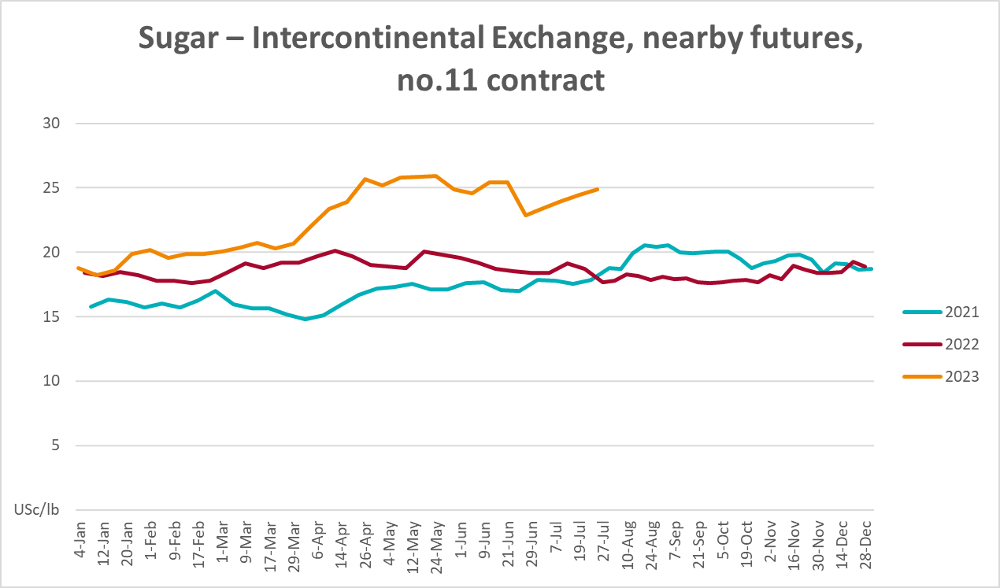 Sugar – Intercontinental Exchange, nearby futures,
no.11 contract
30
25
20
15
10
5
USc/lb
4-Jan
12-Jan
20-Jan
1-Feb
9-Feb
17-Feb
1-Mar
9-Mar
17-Mar
29-Mar
6-Apr
14-Apr
26-Apr
4-May
12-May
24-May
1-Jun
9-Jun
21-Jun
29-Jun
7-Jul
19-Jul
27-Jul
10-Aug
24-Aug
7-Sep
21-Sep
5-Oct
19-Oct
2-Nov
16-Nov
30-Nov
14-Dec
28-Dec
2021
2022
2023